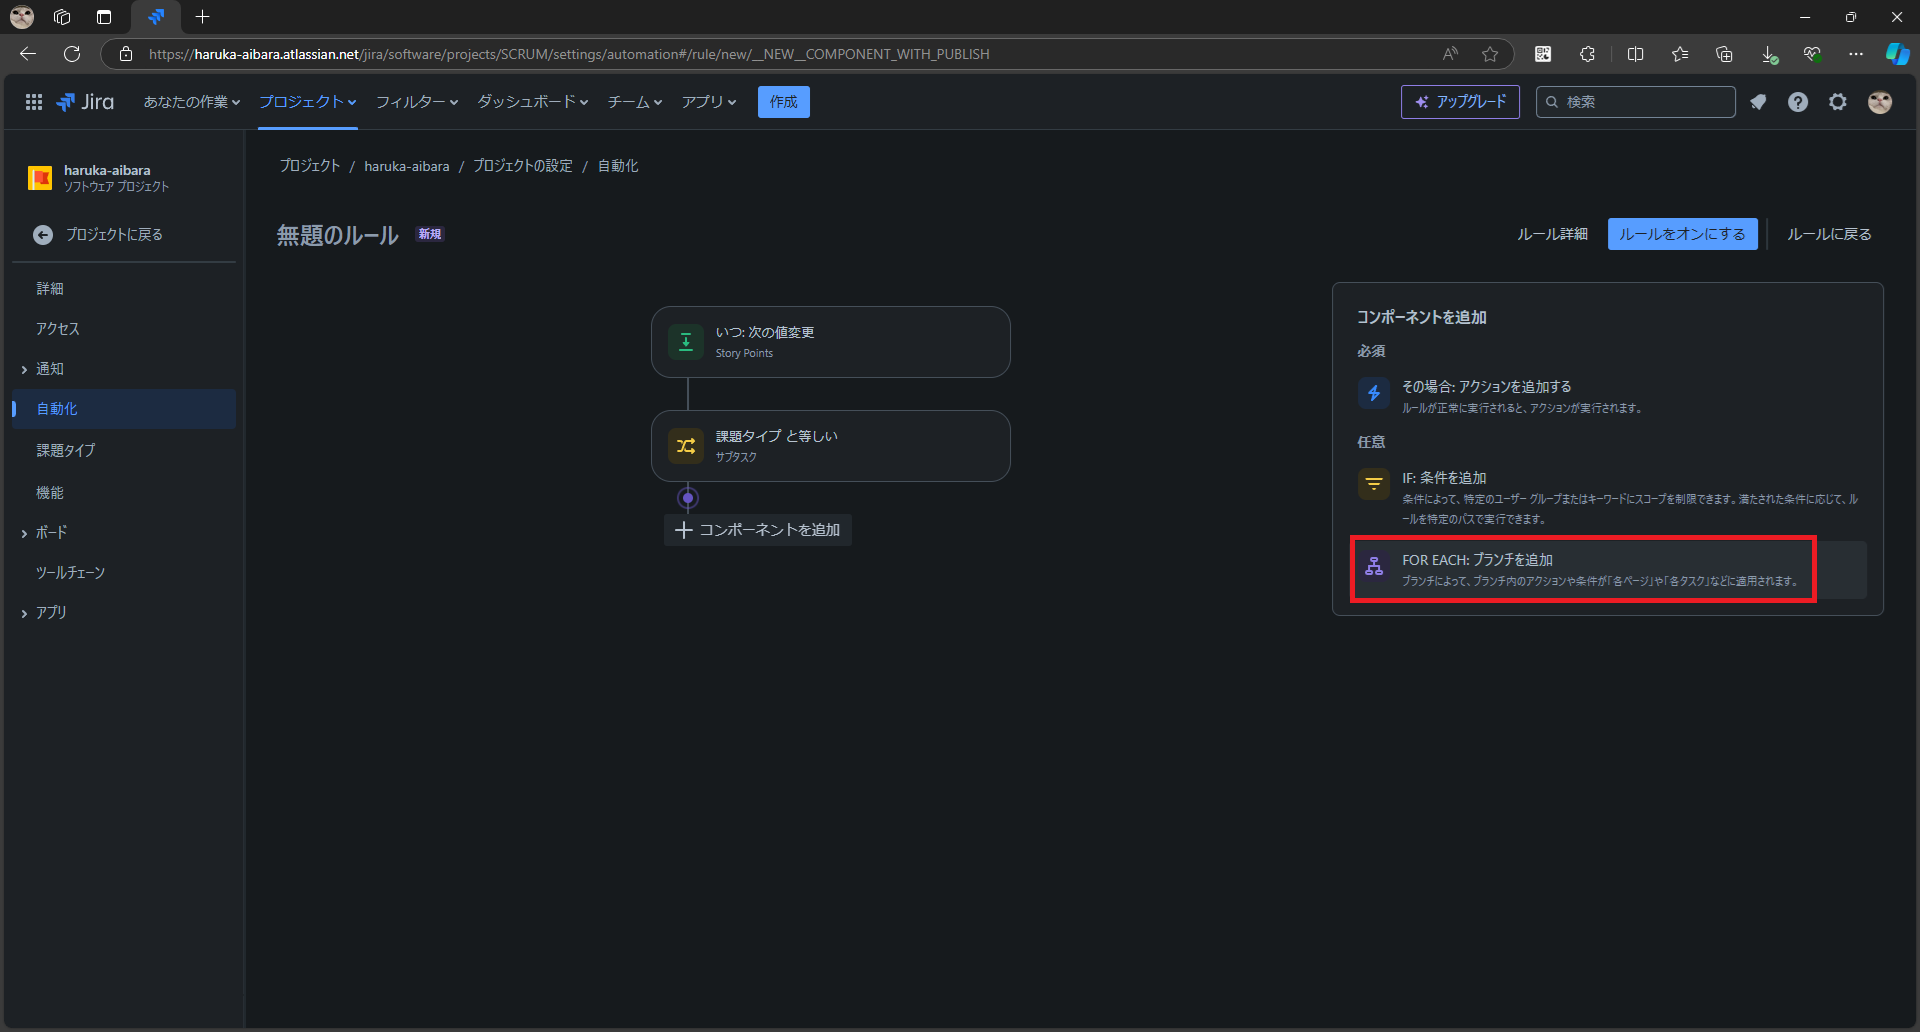 https://haruka-aibara.atlassian.net/jira/software/projects/SCRUM/settings/automation#/rule/new/__NEW__COMPONENT_WITH_PUBLISH
Jira
あなたの作業
プロジェクト
フィルター
ダッシュボード
チーム
アプリ
作成
アップグレード
検索
haruka-aibara
ソフトウェア プロジェクト
プロジェクトに戻る
詳細
アクセス
通知
自動化
課題タイプ
機能
ボード
ツールチェーン
アプリ
プロジェクト / haruka-aibara / プロジェクトの設定 / 自動化
無題のルール 新規
ルール詳細
ルールをオンにする
ルールに戻る
いつ: 次の値変更
Story Points
課題タイプ と等しい
サブタスク
コンポーネントを追加
コンポーネントを追加
必須
その場合: アクションを追加する
ルールが正常に実行されると、アクションが実行されます。
任意
IF: 条件を追加
条件によって、特定のユーザー グループまたはキーワードにスコープを制限できます。満たされた条件に応じて、ル
ールを特定のパスで実行できます。
FOR EACH: ブランチを追加
ブランチによって、ブランチ内のアクションや条件が「各ページ」や「各タスク」などに適用されます。